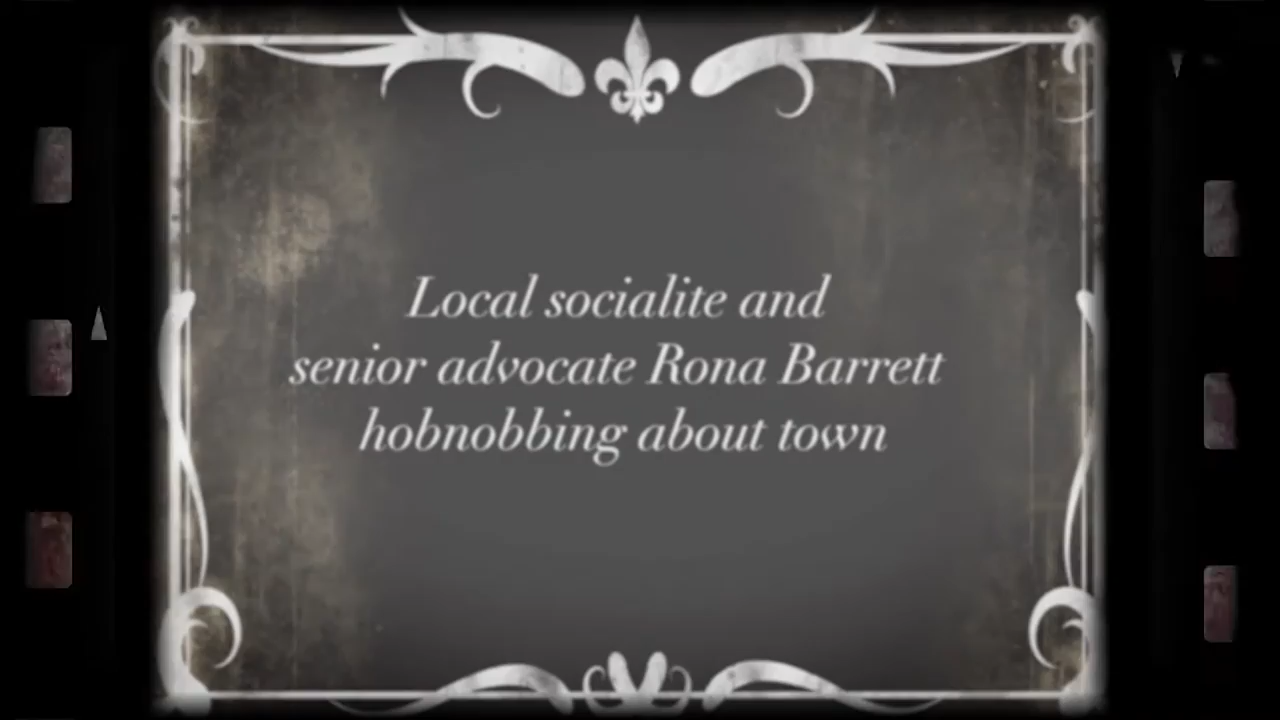 Local socialite and
senior advocate Rona Barrett
hobnobbing about town